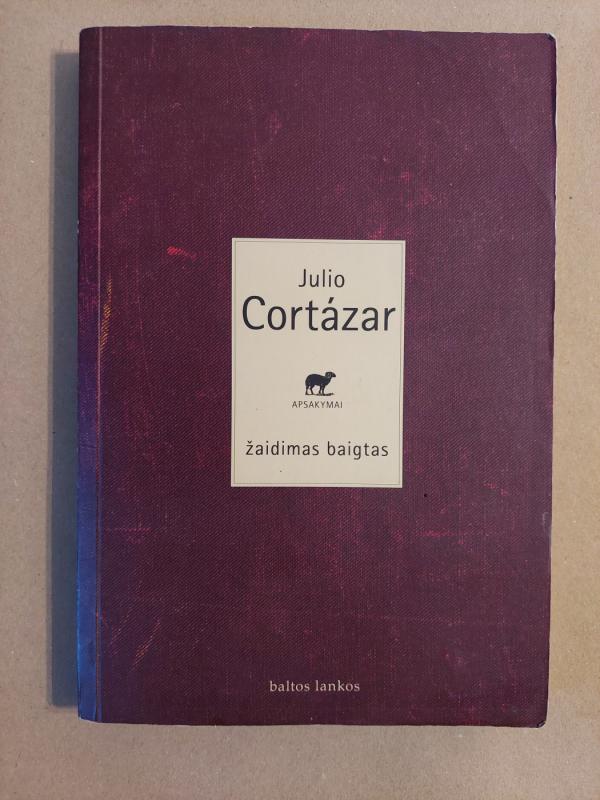 Julio
Cortázar
APSAKYMAI
žaidimas baigtas
baltos lankos